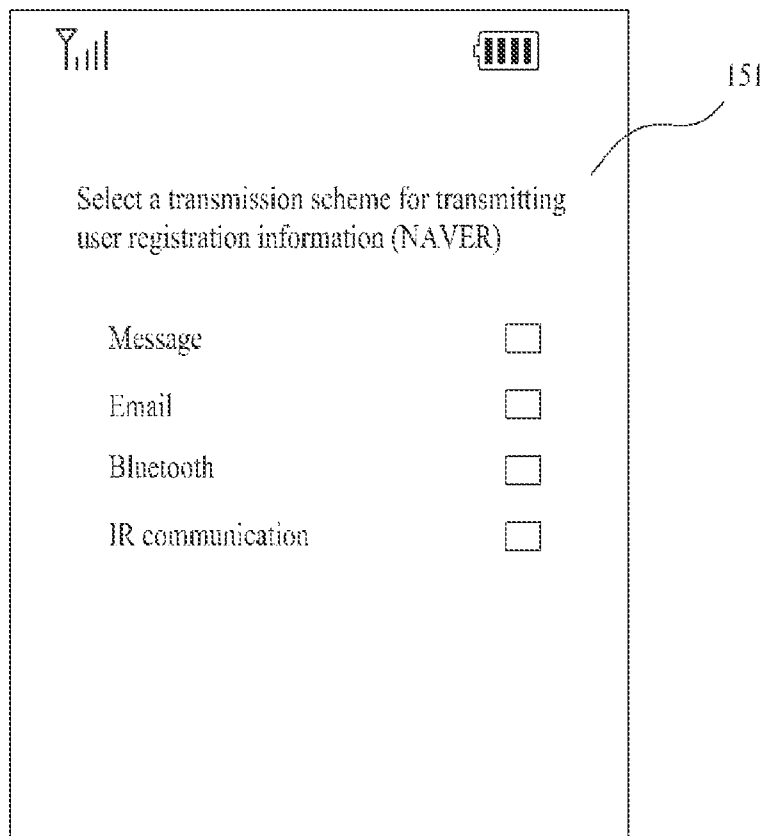 151
Select a transmission scheme for transmitting
user registration information (NAVER)
Message
Email
Bluetooth
IR communication